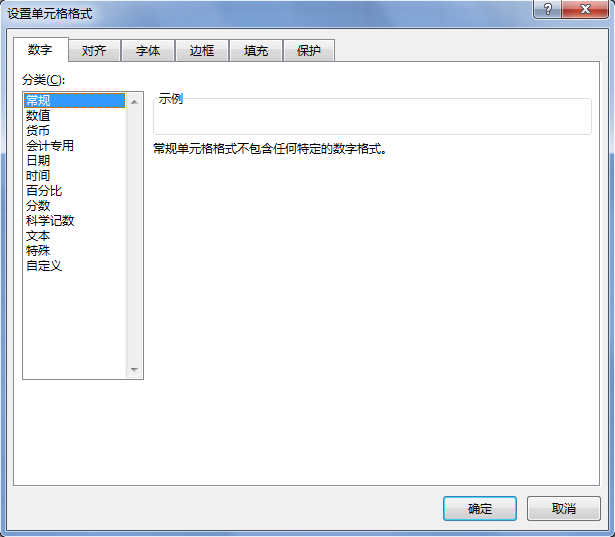 设置单元格格式
数字 对齐 字体 边框 填充 保护
分类(C):
常规
数值
货币
会计专用
日期
时间
百分比
分数
科学记数
文本
特殊
自定义
示例
常规单元格格式不包含任何特定的数字格式。
确定 取消